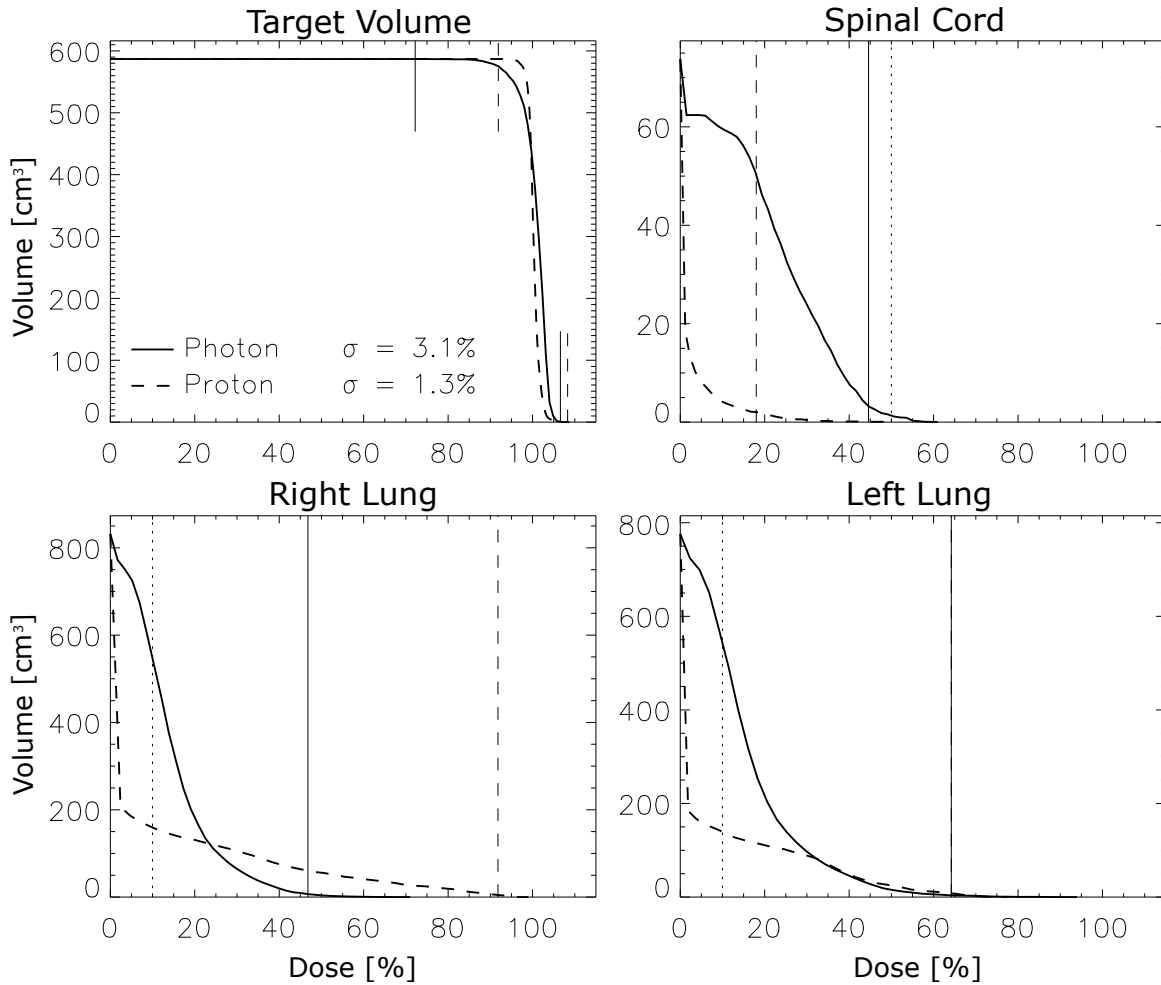 Target Volume
Spinal Cord
600
500
400
300
200
100
0
Volume [cm³]
Photon σ = 3.1%
Proton σ = 1.3%
0 20 40 60 80 100
60
40
20
0
0 20 40 60 80 100
Right Lung
Left Lung
800
600
400
200
0
Volume [cm³]
0 20 40 60 80 100
Dose [%]
800
600
400
200
0
0 20 40 60 80 100
Dose [%]